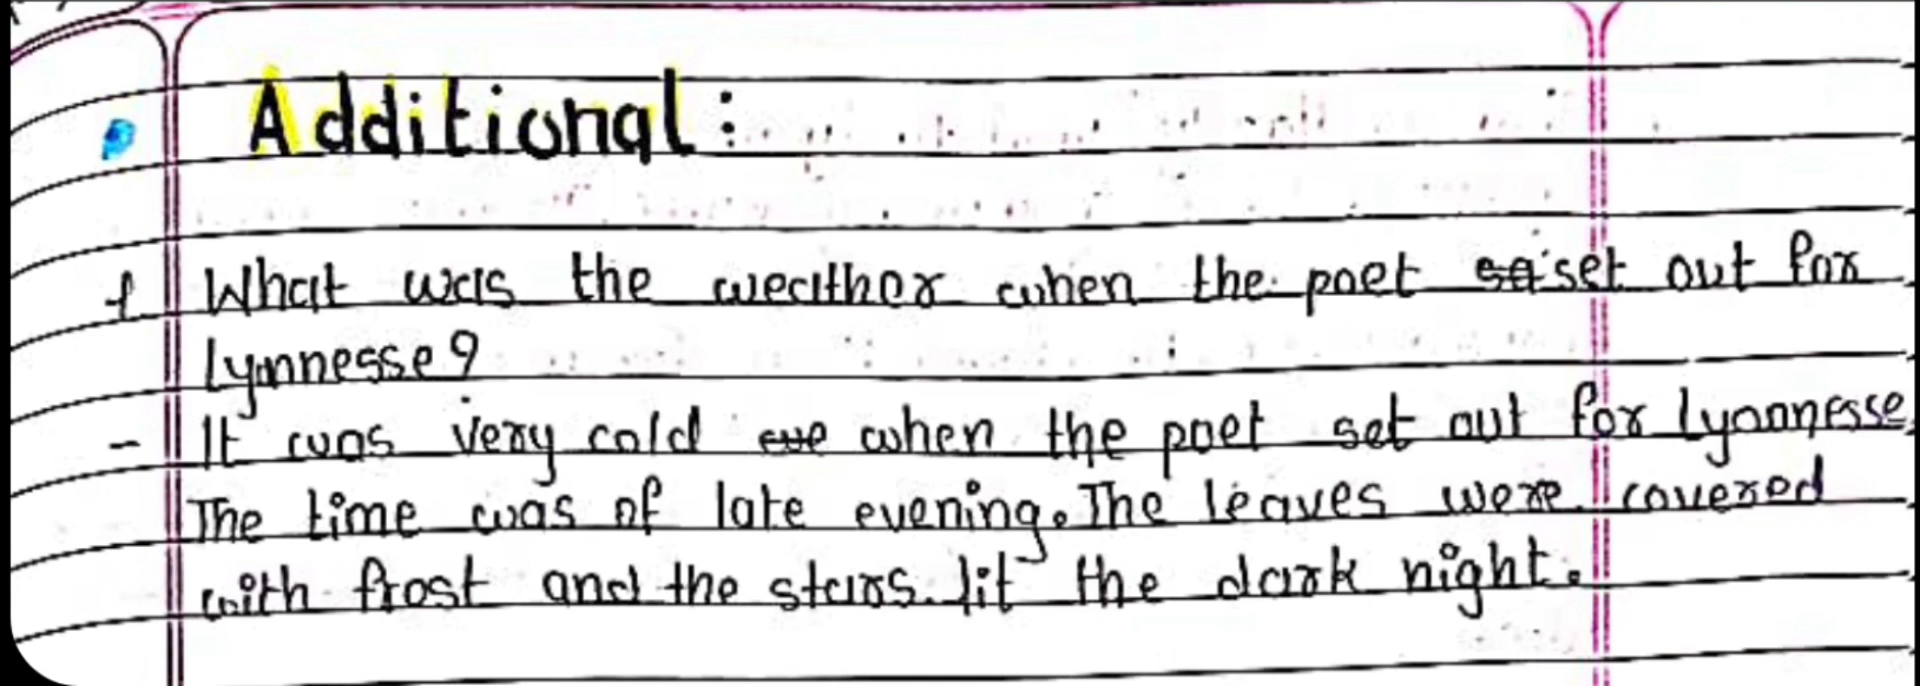 Additional:
1 What was the weather when the poet set out for
Lynnesse?
- It was very cold when the poet set out for Lyonnesse.
The time was of late evening. The leaves were covered
with frost and the stars lit the dark night.